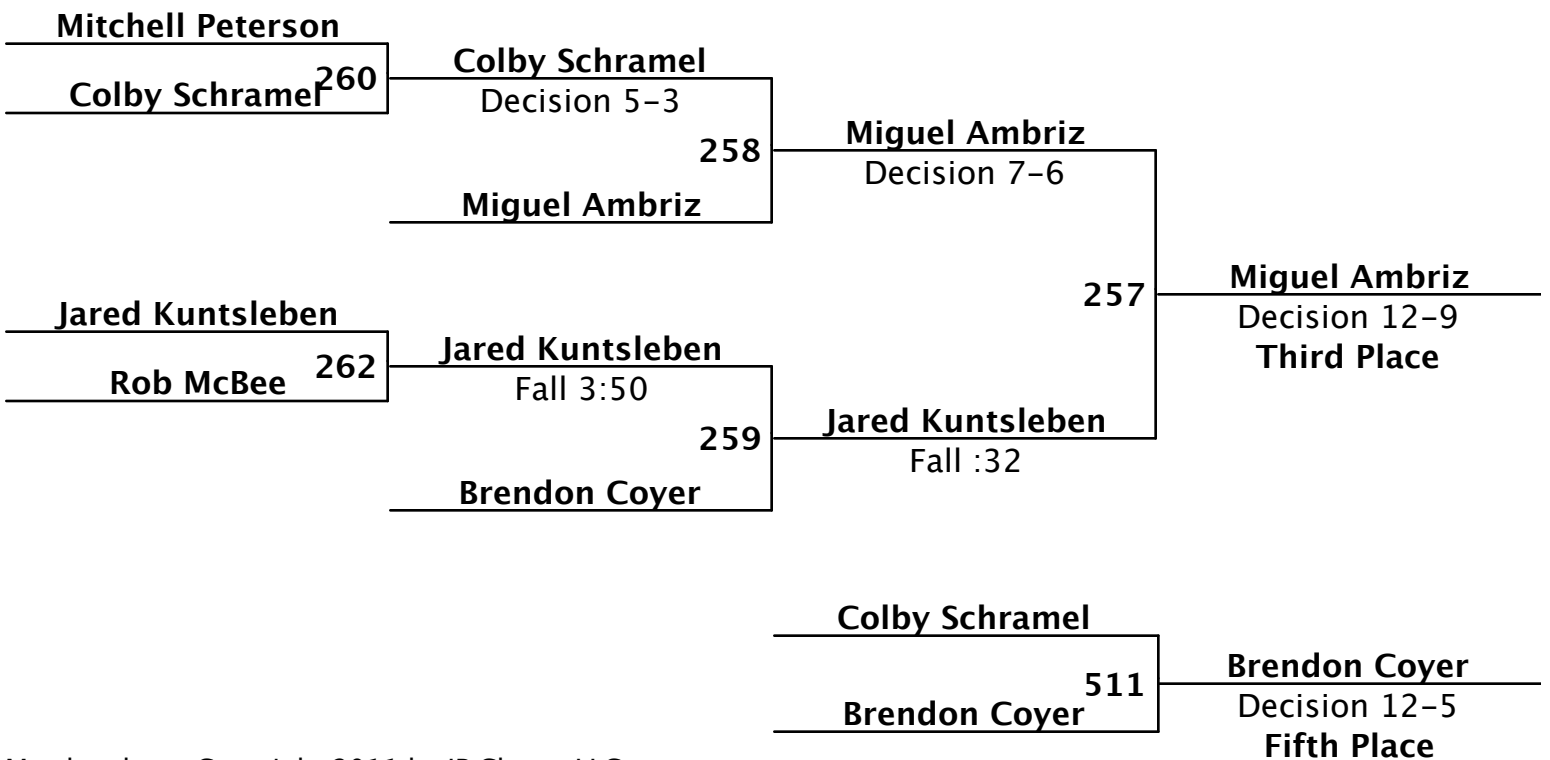 Mitchell Peterson
260
Colby Schramel
Colby Schramel
Decision 5-3
258
Miguel Ambriz
Miguel Ambriz
Decision 7-6
Jared Kuntsleben
262
Rob McBee
Jared Kuntsleben
Fall 3:50
259
Brendon Coyer
Jared Kuntsleben
Fall :32
257
Miguel Ambriz
Decision 12-9
Third Place
Colby Schramel
511
Brendon Coyer
Brendon Coyer
Decision 12-5
Fifth Place